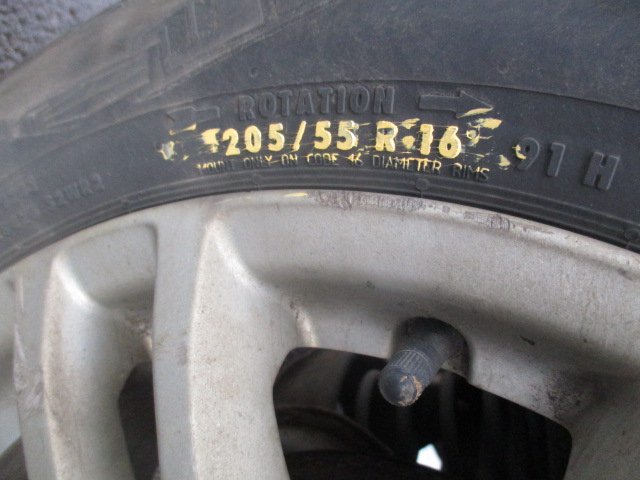 ROTATION
205/55 R 16 91 H
MOUNT ONLY ON CODE 16 DIAMETER RIMS